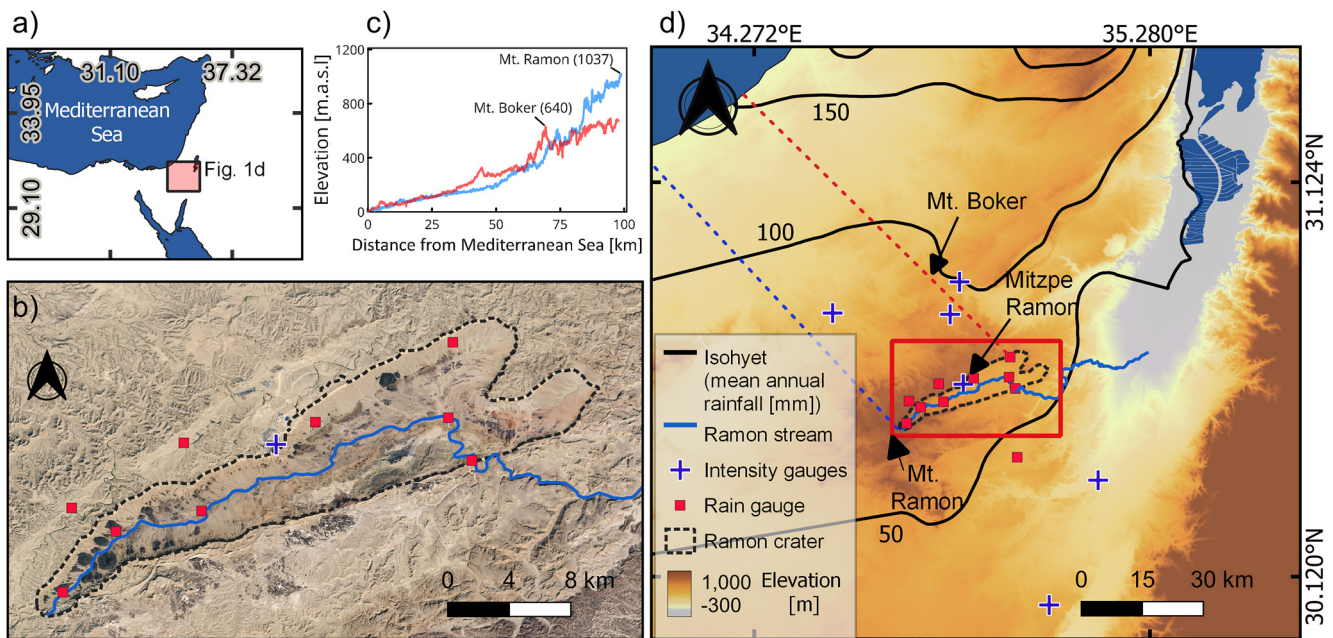 a)
31.10
37.32
33.95
29.10
Mediterranean
Sea
Fig. 1d
c)
1200
800
400
0
Elevation [m.a.s.l]
Mt. Ramon (1037)
Mt. Boker (640)
0
25
50
75
100
Distance from Mediterranean Sea [km]
b)
0
4
8 km
d)
34.272°E
35.280°E
31.124°N
30.120°N
150
100
50
Mt. Boker
Mitzpe
Ramon
Mt.
Ramon
Isohyet
(mean annual
rainfall [mm])
Ramon stream
Intensity gauges
Rain gauge
Ramon crater
1,000
-300
Elevation
[m]
0
15
30 km